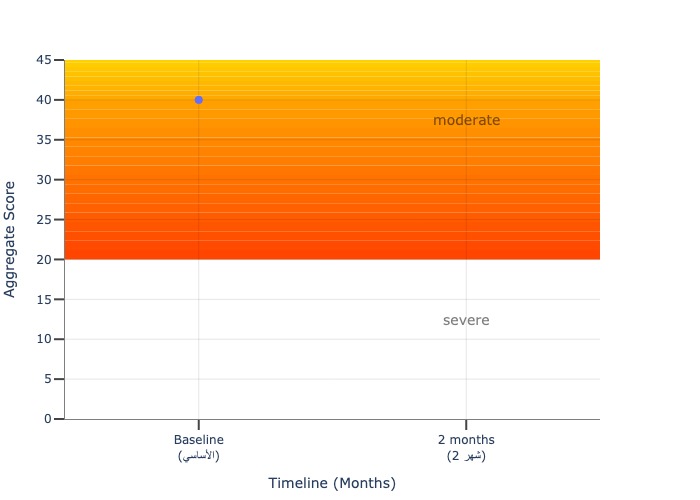 45
40
moderate
35
30
25
20
15
severe
10
5
0
Aggregate Score
Baseline
(الأساسي)
2 months
(2 شهر)
Timeline (Months)